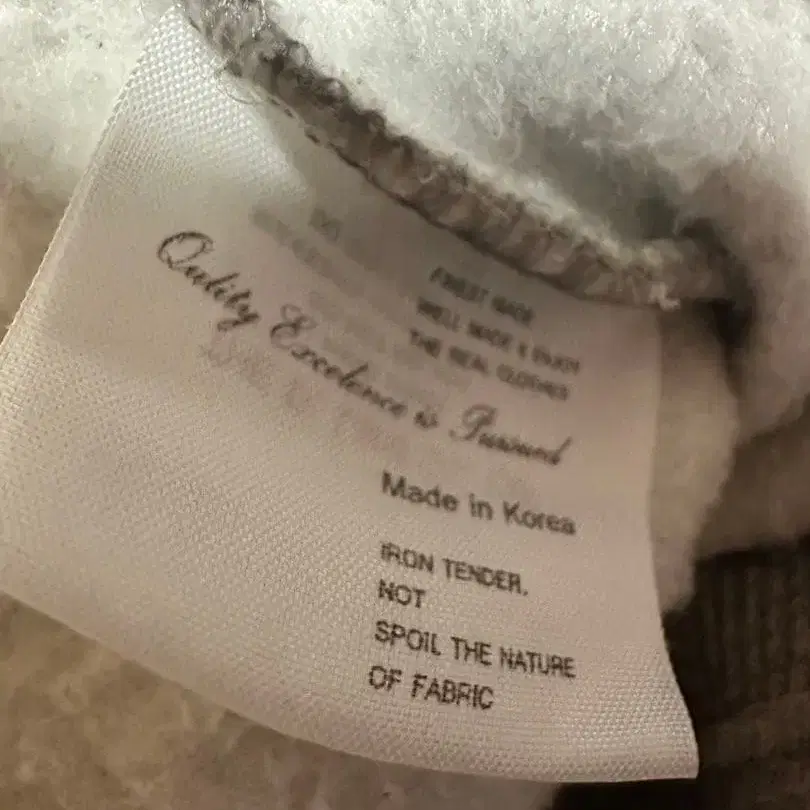 FINEST MADE
WELL MADE & ENJOY
THE REAL CLOTHES
Quality Excelence is Pursued
Made in Korea
IRON TENDER.
NOT
SPOIL THE NATURE
OF FABRIC